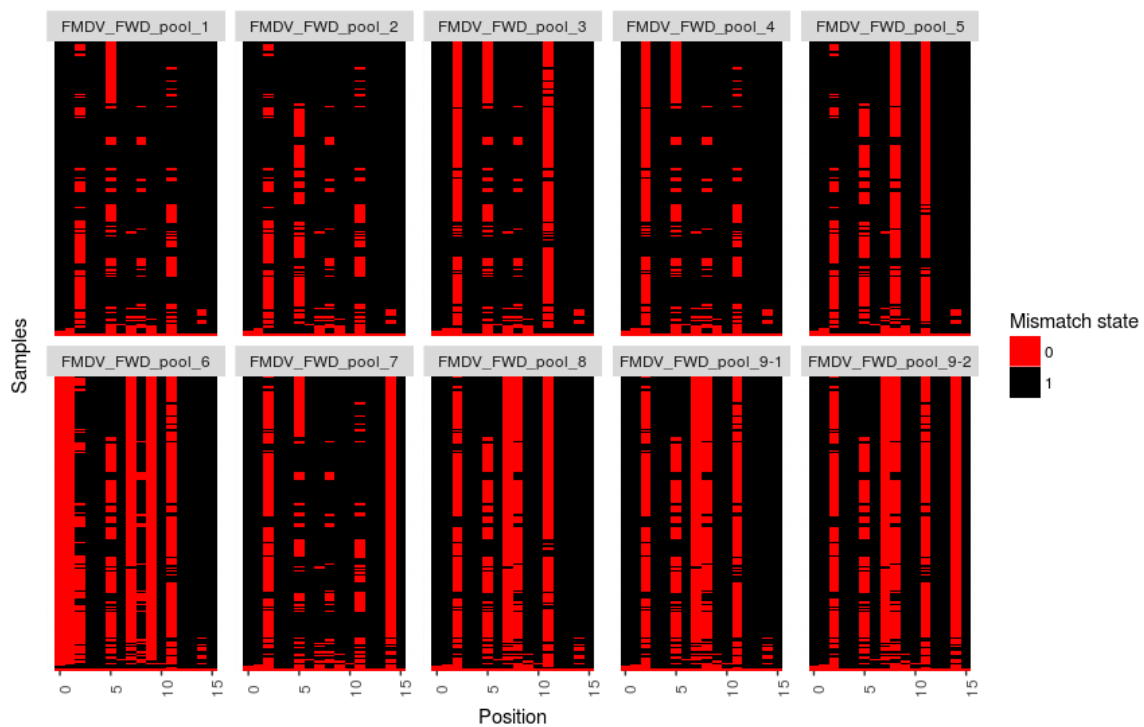 FMDV_FWD_pool_1
FMDV_FWD_pool_2
FMDV_FWD_pool_3
FMDV_FWD_pool_4
FMDV_FWD_pool_5
Samples
Mismatch state
0
1
FMDV_FWD_pool_6
FMDV_FWD_pool_7
FMDV_FWD_pool_8
FMDV_FWD_pool_9-1
FMDV_FWD_pool_9-2
0 5 10 15 0 5 10 15 0 5 10 15 0 5 10 15 0 5 10 15
Position